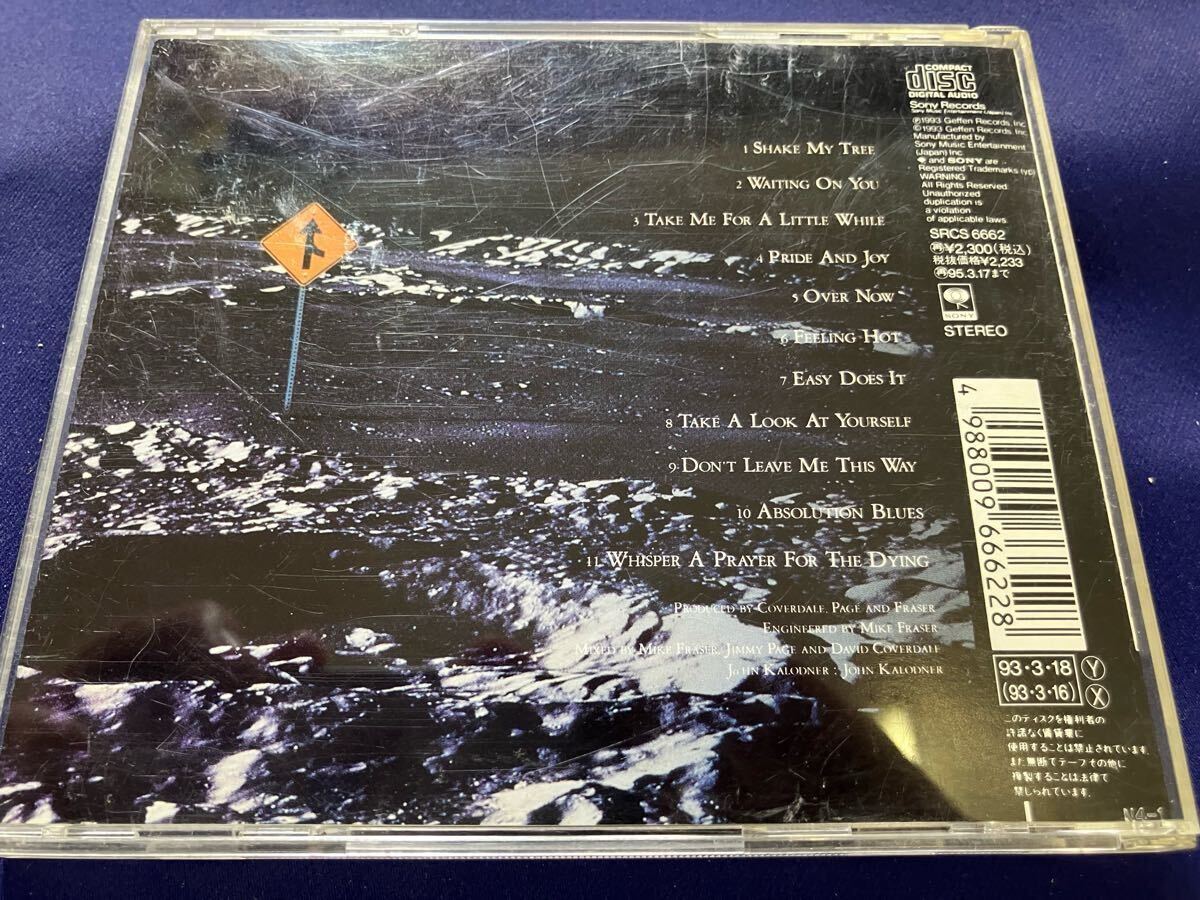 COMPACT
disc
DIGITAL AUDIO
Sony Records
Sony Music Entertainment (Japan) Inc.
℗1993 Geffen Records, Inc.
©1993 Geffen Records, Inc.
Manufactured by
Sony Music Entertainment
(Japan) Inc.
and SONY are
Registered Trademarks (yp)
WARNING:
All Rights Reserved.
Unauthorized
duplication is
a violation
of applicable laws.
SRCS 6662
再¥2,300(税込)
税抜価格¥2,233
再95.3.17まで
SONY
STEREO
1 SHAKE MY TREE
2 WAITING ON YOU
3 TAKE ME FOR A LITTLE WHILE
4 PRIDE AND JOY
5 OVER NOW
6 FEELING HOT
7 EASY DOES IT
8 TAKE A LOOK AT YOURSELF
9 DON'T LEAVE ME THIS WAY
10 ABSOLUTION BLUES
11 WHISPER A PRAYER FOR THE DYING
PRODUCED BY COVERDALE, PAGE AND FRASER
ENGINEERED BY MIKE FRASER
MIXED BY MIKE FRASER, JIMMY PAGE AND DAVID COVERDALE
JOHN KALODNER : JOHN KALODNER
4 988009 666228
93・3・18 Y
(93・3・16) X
このディスクを権利者の
許諾なく賃貸業に
使用することは禁止されています。
また無断でテープその他に
複製することは法律で
禁じられています。
N4-1